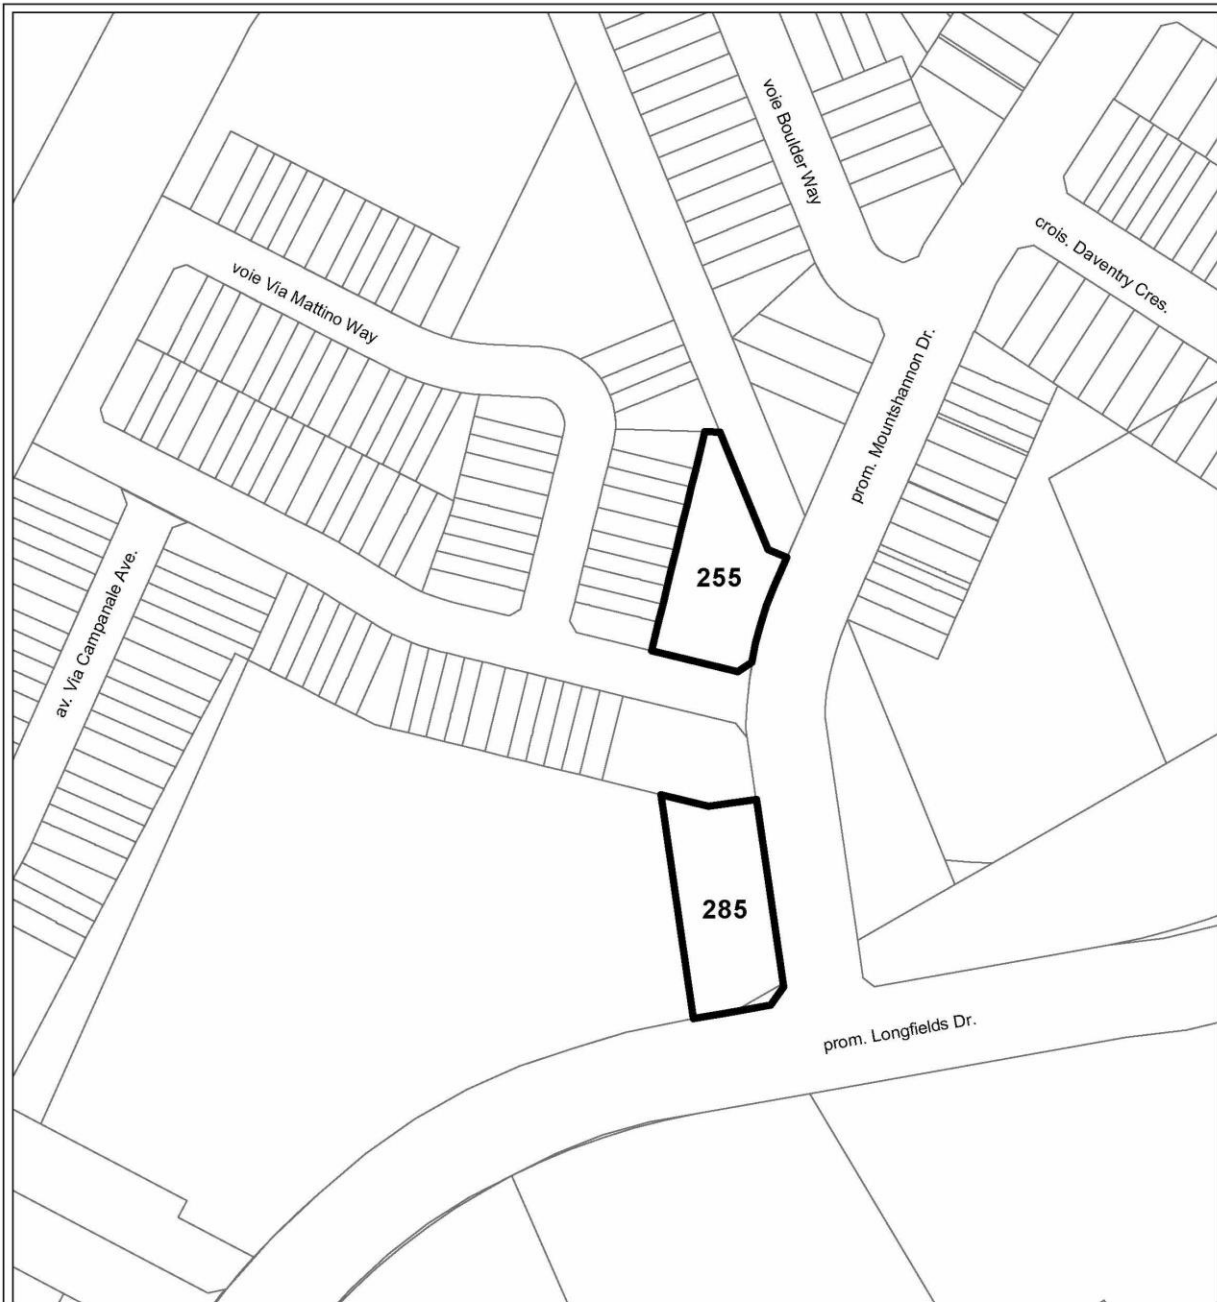 voie Boulder Way
crois. Daventry Cres.
voie Via Mattino Way
prom. Mountshannon Dr.
255
av. Via Campanale Ave.
285
prom. Longfields Dr.